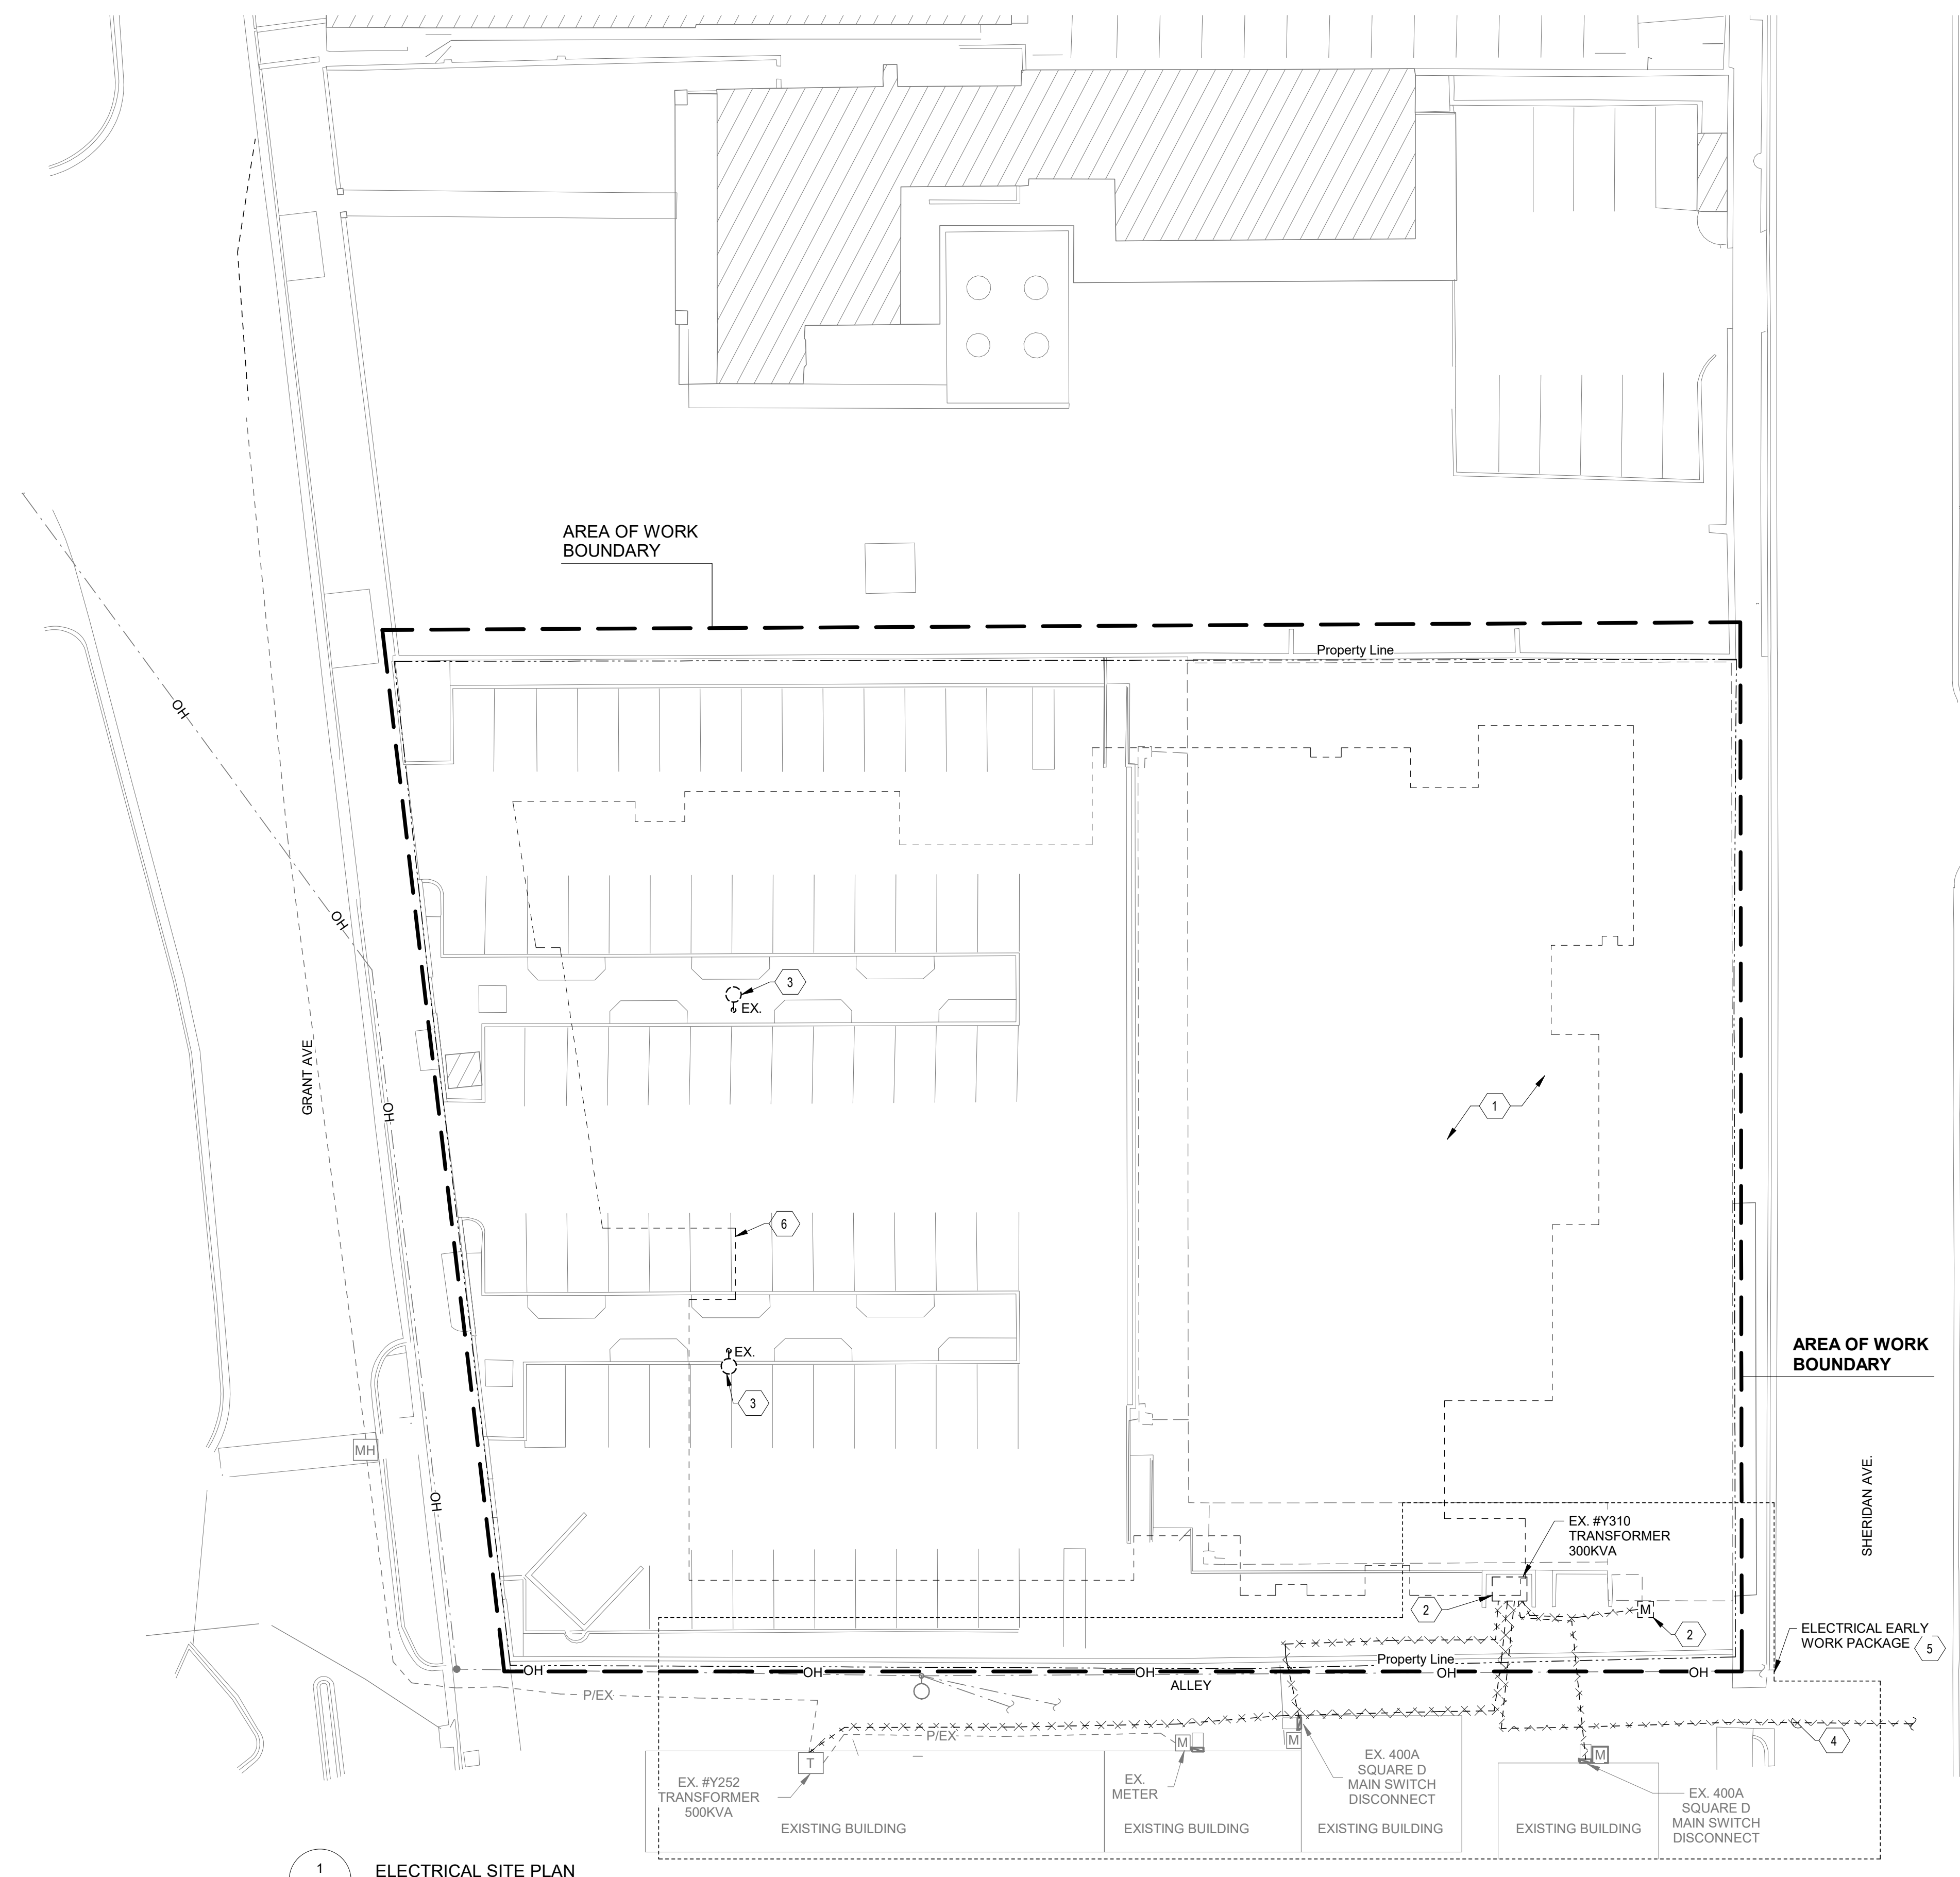 AREA OF WORK
BOUNDARY
Property Line
OH
OH
3
EX.
GRANT AVE
OH
1
6
EX.
3
AREA OF WORK
BOUNDARY
MH
OH
SHERIDAN AVE.
EX. #Y310
TRANSFORMER
300KVA
2
M
2
ELECTRICAL EARLY
WORK PACKAGE
5
Property Line
OH
OH
OH
OH
OH
ALLEY
P/EX
P/EX
4
T
M
M
M
EX. #Y252
TRANSFORMER
500KVA
EX.
METER
EX. 400A
SQUARE D
MAIN SWITCH
DISCONNECT
EX. 400A
SQUARE D
MAIN SWITCH
DISCONNECT
EXISTING BUILDING
EXISTING BUILDING
EXISTING BUILDING
EXISTING BUILDING
1
ELECTRICAL SITE PLAN